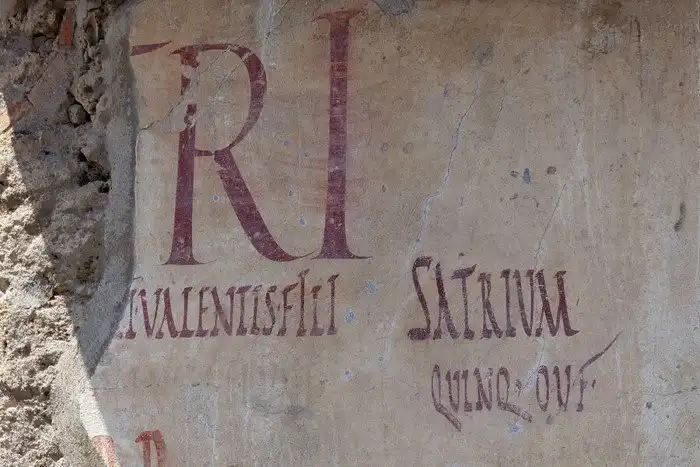 RI
VALENTIS FILI
SATRIUM
QUINQ· OVF·